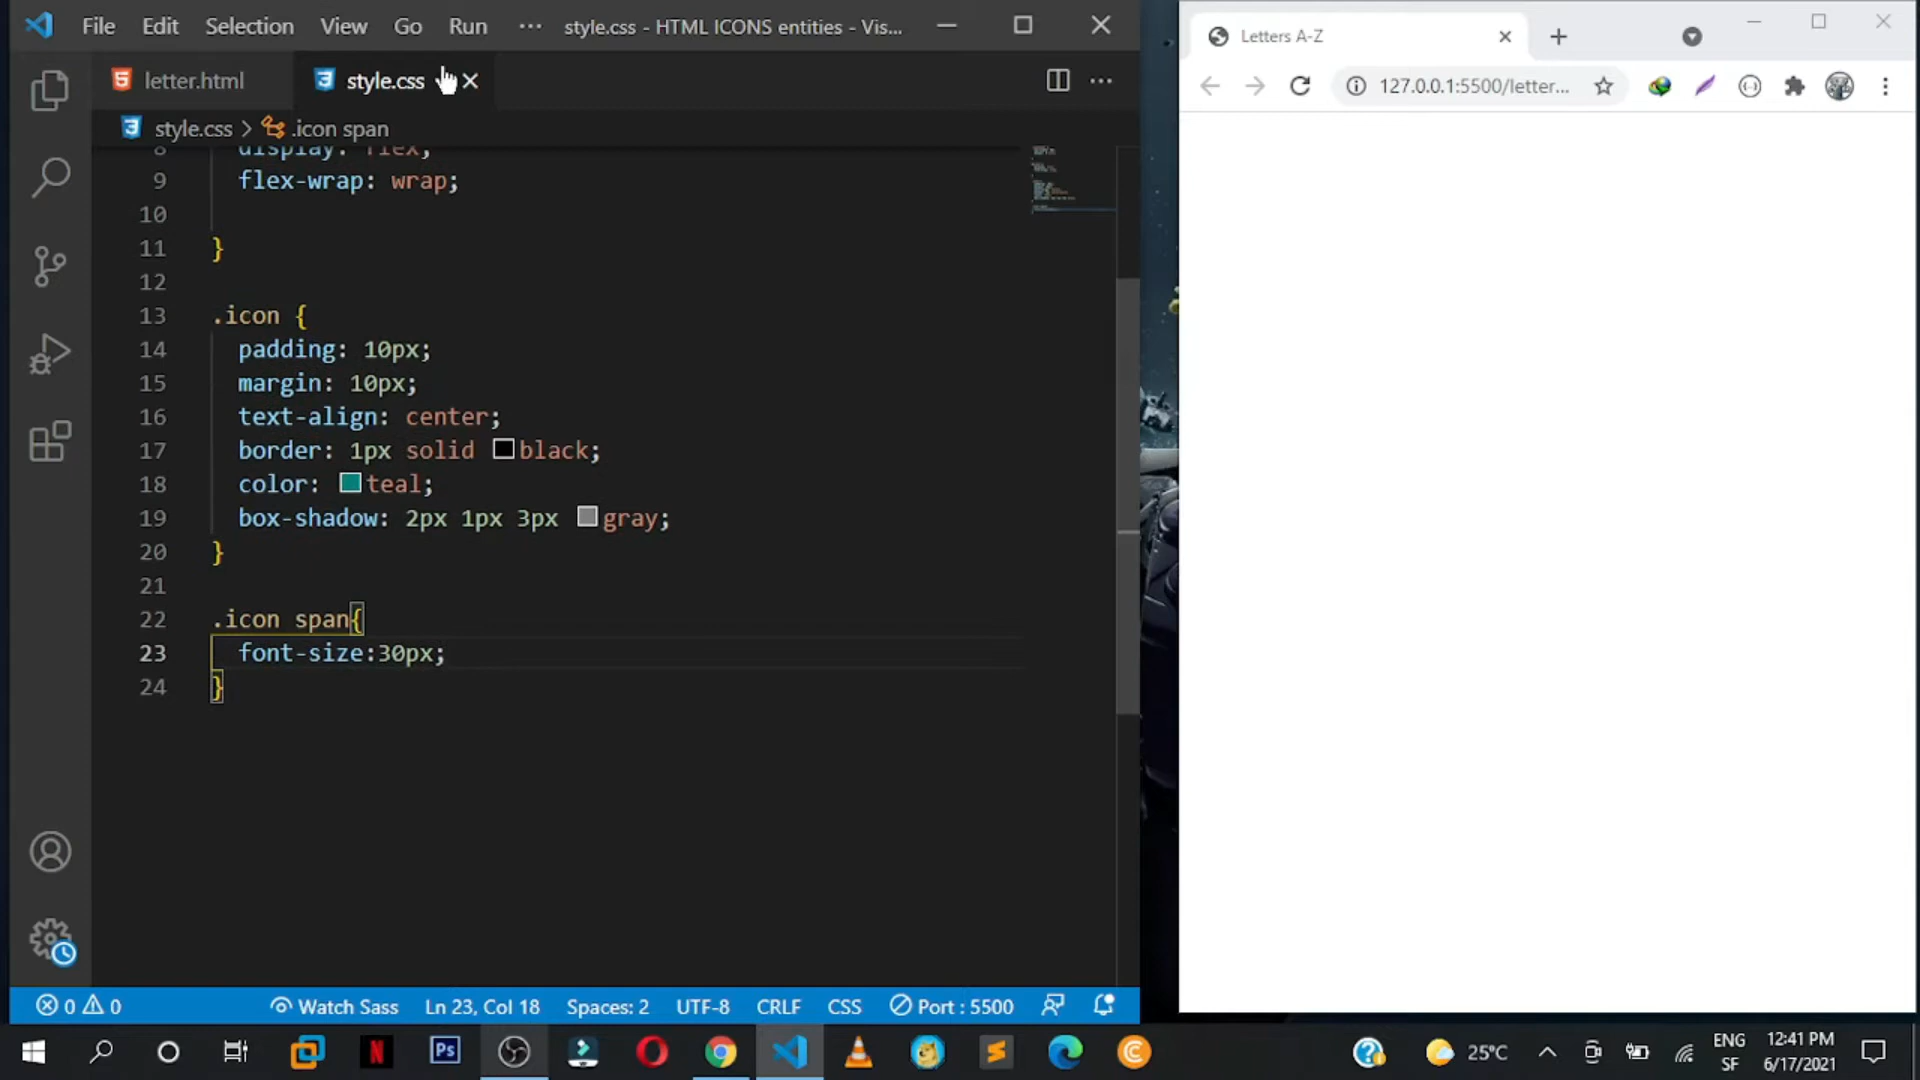 File Edit Selection View Go Run ··· style.css - HTML ICONS entities - Vis...
Letters A-Z
letter.html style.css
127.0.0.1:5500/letter...
style.css > .icon span
8 display: flex;
9 flex-wrap: wrap;
10
11 }
12
13 .icon {
14 padding: 10px;
15 margin: 10px;
16 text-align: center;
17 border: 1px solid black;
18 color: teal;
19 box-shadow: 2px 1px 3px gray;
20 }
21
22 .icon span{
23 font-size:30px;
24 }
0 0 Watch Sass Ln 23, Col 18 Spaces: 2 UTF-8 CRLF CSS Port : 5500
N Ps 25°C ENG 12:41 PM
SF 6/17/2021